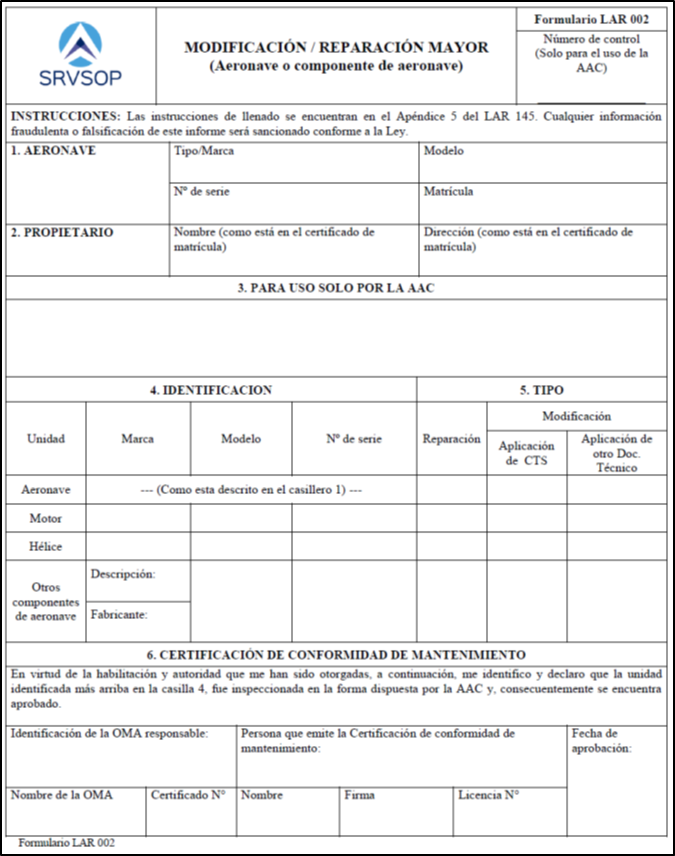 SRVSOP
MODIFICACIÓN / REPARACIÓN MAYOR
(Aeronave o componente de aeronave)
Formulario LAR 002
Número de control
(Solo para el uso de la
AAC)
INSTRUCCIONES: Las instrucciones de llenado se encuentran en el Apéndice 5 del LAR 145. Cualquier información
fraudulenta o falsificación de este informe será sancionado conforme a la Ley.
1. AERONAVE
Tipo/Marca
Modelo
Nº de serie
Matrícula
2. PROPIETARIO
Nombre (como está en el certificado de
matrícula)
Dirección (como está en el certificado de
matrícula)
3. PARA USO SOLO POR LA AAC
4. IDENTIFICACION
5. TIPO
Unidad
Marca
Modelo
Nº de serie
Reparación
Modificación
Aplicación
de CTS
Aplicación de
otro Doc.
Técnico
Aeronave
--- (Como esta descrito en el casillero 1) ---
Motor
Hélice
Otros
componentes
de aeronave
Descripción:
Fabricante:
6. CERTIFICACIÓN DE CONFORMIDAD DE MANTENIMIENTO
En virtud de la habilitación y autoridad que me han sido otorgadas, a continuación, me identifico y declaro que la unidad
identificada más arriba en la casilla 4, fue inspeccionada en la forma dispuesta por la AAC y, consecuentemente se encuentra
aprobado.
Identificación de la OMA responsable:
Persona que emite la Certificación de conformidad de
mantenimiento:
Fecha de
aprobación:
Nombre de la OMA
Certificado N°
Nombre
Firma
Licencia N°
Formulario LAR 002